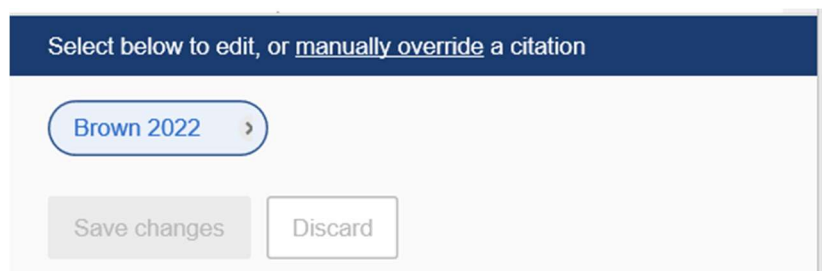 Select below to edit, or manually override a citation
Brown 2022
Save changes Discard